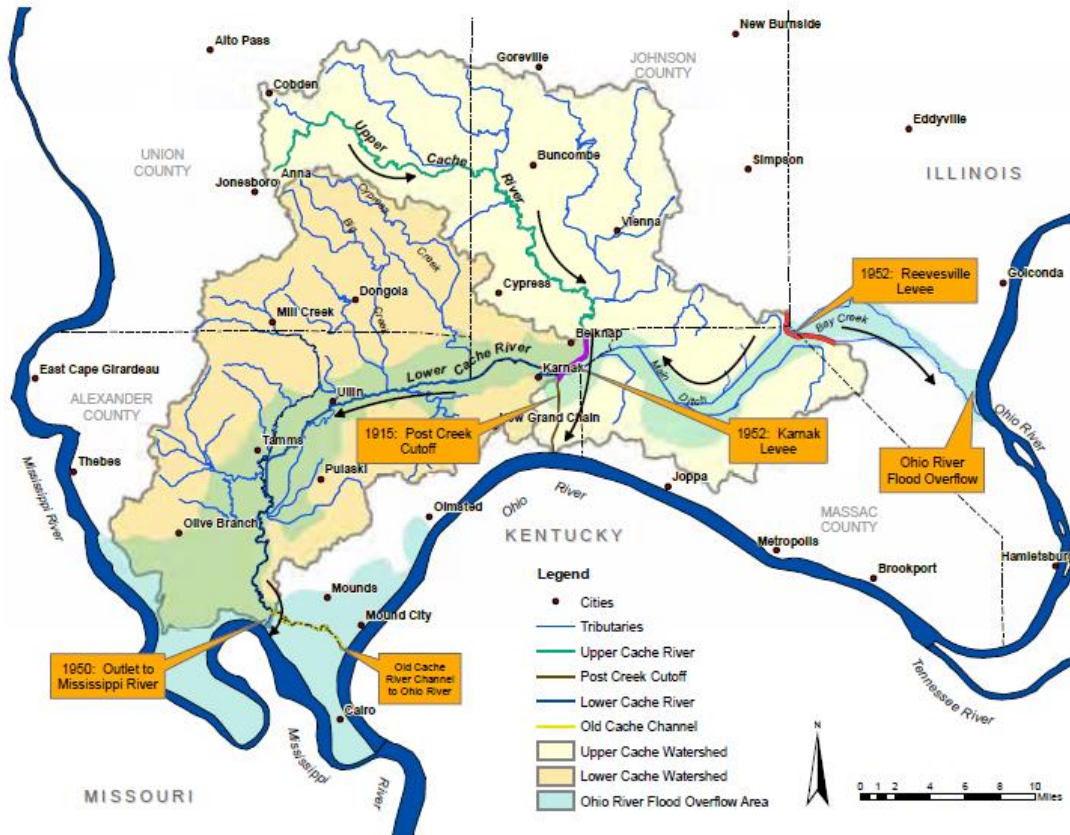 New Burnside
Alto Pass
Goreville
JOHNSON
COUNTY
Cobden
Eddyville
Upper
Cache
River
UNION
COUNTY
Buncombe
Simpson
ILLINOIS
Anna
Jonesboro
Cypress
Creek
Big
Creek
Vienna
Golconda
1952: Reevesville
Levee
Cypress
Dongola
Mill Creek
Bay Creek
Belknap
Lower Cache River
Karnak
East Cape Girardeau
ALEXANDER
COUNTY
Ullin
Main
Ditch
New Grand Chain
1915: Post Creek
Cutoff
1952: Karnak
Levee
Ohio River
Tamms
Ohio River
Flood Overflow
Thebes
Mississippi River
Pulaski
Joppa
Ohio River
Olmsted
MASSAC
COUNTY
Olive Branch
KENTUCKY
Metropolis
Hamletsburg
Brookport
Mounds
Mound City
1950: Outlet to
Mississippi River
Old Cache
River Channel
to Ohio River
Tennessee River
Cairo
Mississippi
River
MISSOURI
Legend
Cities
Tributaries
Upper Cache River
Post Creek Cutoff
Lower Cache River
Old Cache Channel
Upper Cache Watershed
Lower Cache Watershed
Ohio River Flood Overflow Area
N
0 1 2 4 6 8 10
Miles